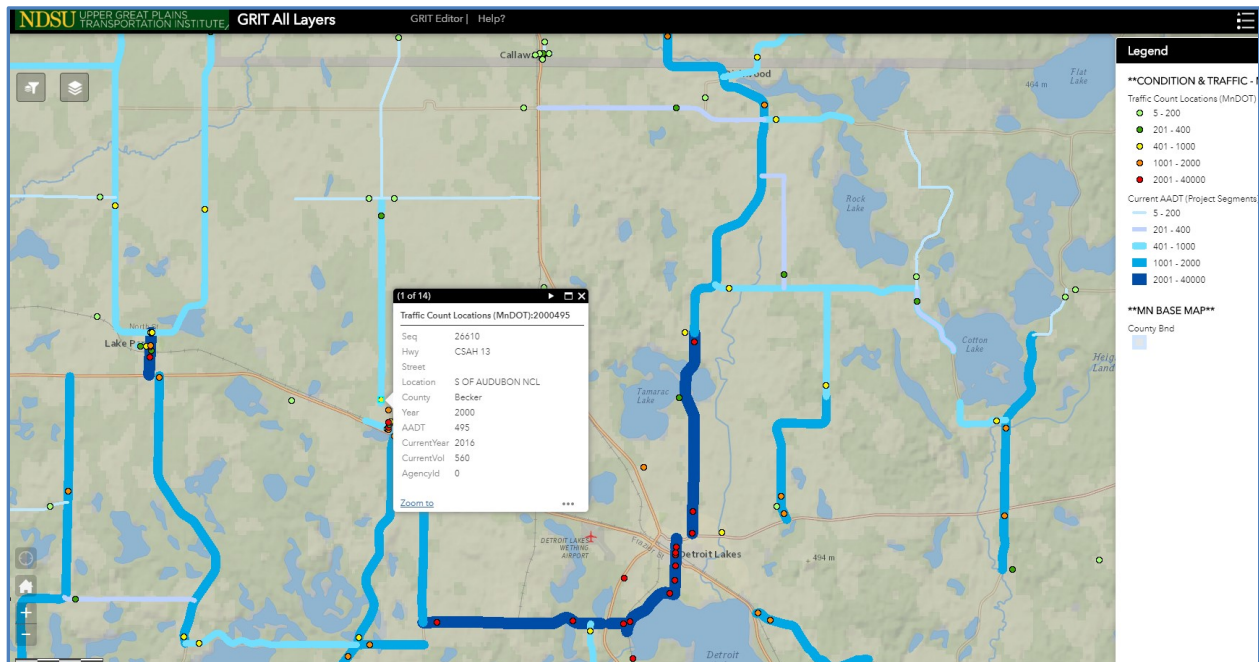 NDSU UPPER GREAT PLAINS
TRANSPORTATION INSTITUTE
GRIT All Layers
GRIT Editor |
Help?
Callaw
Legend
**CONDITION & TRAFFIC -
Traffic Count Locations (MnDOT)
5 - 200
201 - 400
401 - 1000
1001 - 2000
2001 - 40000
Current AADT (Project Segments
5 - 200
201 - 400
401 - 1000
1001 - 2000
2001 - 40000
**MN BASE MAP**
County Bnd
Flat
Lake
404 m
Rock
Lake
(1 of 14)
Traffic Count Locations (MnDOT):2000495
Seq 26610
Hwy CSAH 13
Street
Location S OF AUDUBON NCL
County Becker
Year 2000
AADT 495
CurrentYear 2016
CurrentVol 560
AgencyId 0
Zoom to
Lake
Cotton
Lake
Land
Tamarac
Lake
DETROIT LAKES
WETHING
AIRPORT
Frazee St
Detroit Lakes
494 m
Detroit
+
−